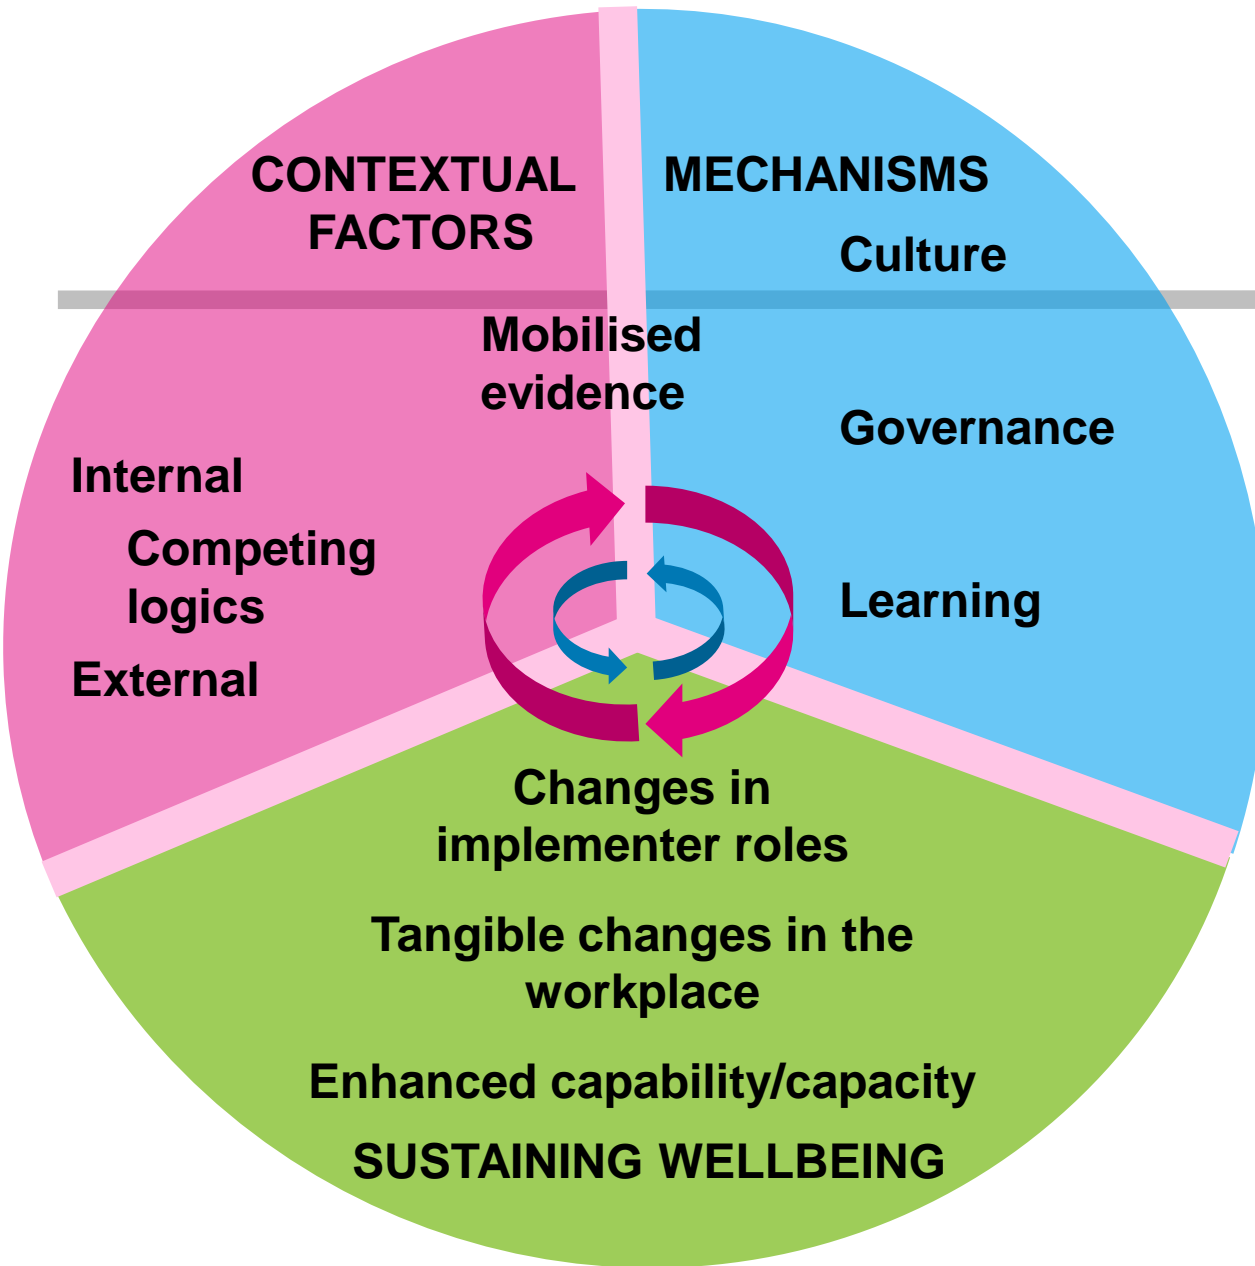 CONTEXTUAL
FACTORS
MECHANISMS
Culture
Mobilised
evidence
Governance
Internal
Competing
logics
Learning
External
Changes in
implementer roles
Tangible changes in the
workplace
Enhanced capability/capacity
SUSTAINING WELLBEING